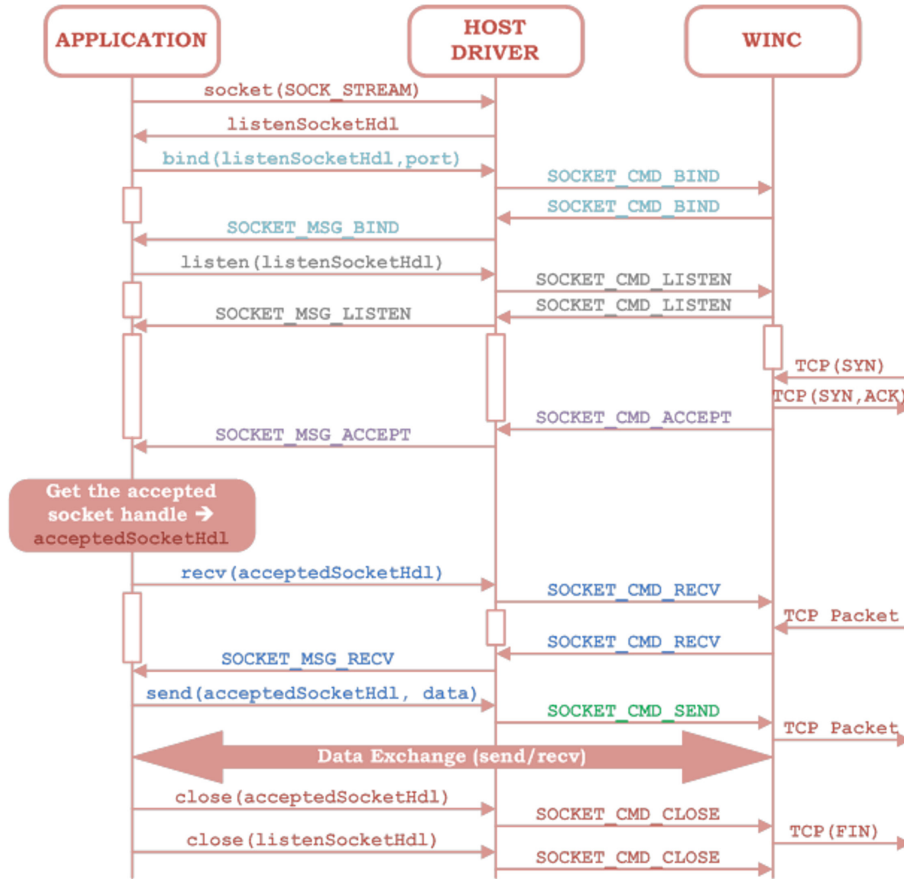 APPLICATION
HOST
DRIVER
WINC
socket(SOCK_STREAM)
listenSocketHdl
bind(listenSocketHdl,port)
SOCKET_CMD_BIND
SOCKET_CMD_BIND
SOCKET_MSG_BIND
listen(listenSocketHdl)
SOCKET_CMD_LISTEN
SOCKET_CMD_LISTEN
SOCKET_MSG_LISTEN
TCP(SYN)
TCP(SYN,ACK)
SOCKET_CMD_ACCEPT
SOCKET_MSG_ACCEPT
Get the accepted
socket handle ➔
acceptedSocketHdl
recv(acceptedSocketHdl)
SOCKET_CMD_RECV
TCP Packet
SOCKET_CMD_RECV
SOCKET_MSG_RECV
send(acceptedSocketHdl, data)
SOCKET_CMD_SEND
TCP Packet
Data Exchange (send/recv)
close(acceptedSocketHdl)
SOCKET_CMD_CLOSE
TCP(FIN)
close(listenSocketHdl)
SOCKET_CMD_CLOSE